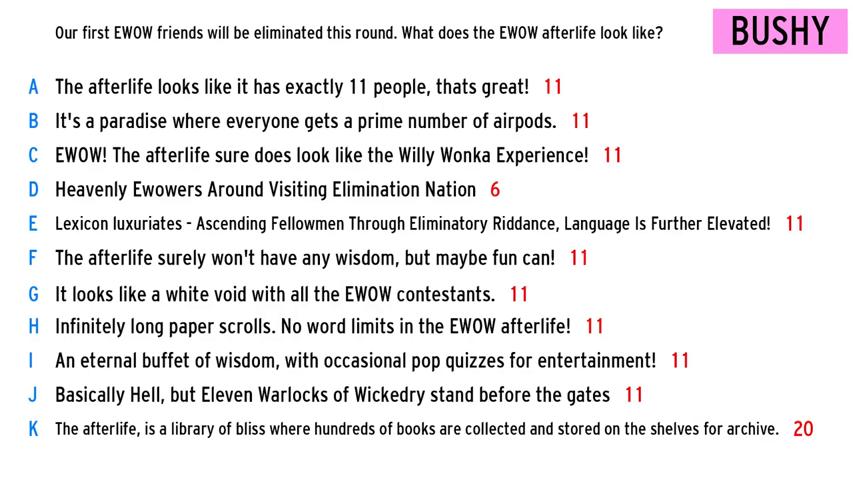 Our first EWOW friends will be eliminated this round. What does the EWOW afterlife look like?
BUSHY
A The afterlife looks like it has exactly 11 people, thats great! 11
B It's a paradise where everyone gets a prime number of airpods. 11
C EWOW! The afterlife sure does look like the Willy Wonka Experience! 11
D Heavenly Ewowers Around Visiting Elimination Nation 6
E Lexicon luxuriates - Ascending Fellowmen Through Eliminatory Riddance, Language Is Further Elevated! 11
F The afterlife surely won't have any wisdom, but maybe fun can! 11
G It looks like a white void with all the EWOW contestants. 11
H Infinitely long paper scrolls. No word limits in the EWOW afterlife! 11
I An eternal buffet of wisdom, with occasional pop quizzes for entertainment! 11
J Basically Hell, but Eleven Warlocks of Wickedry stand before the gates 11
K The afterlife, is a library of bliss where hundreds of books are collected and stored on the shelves for archive. 20